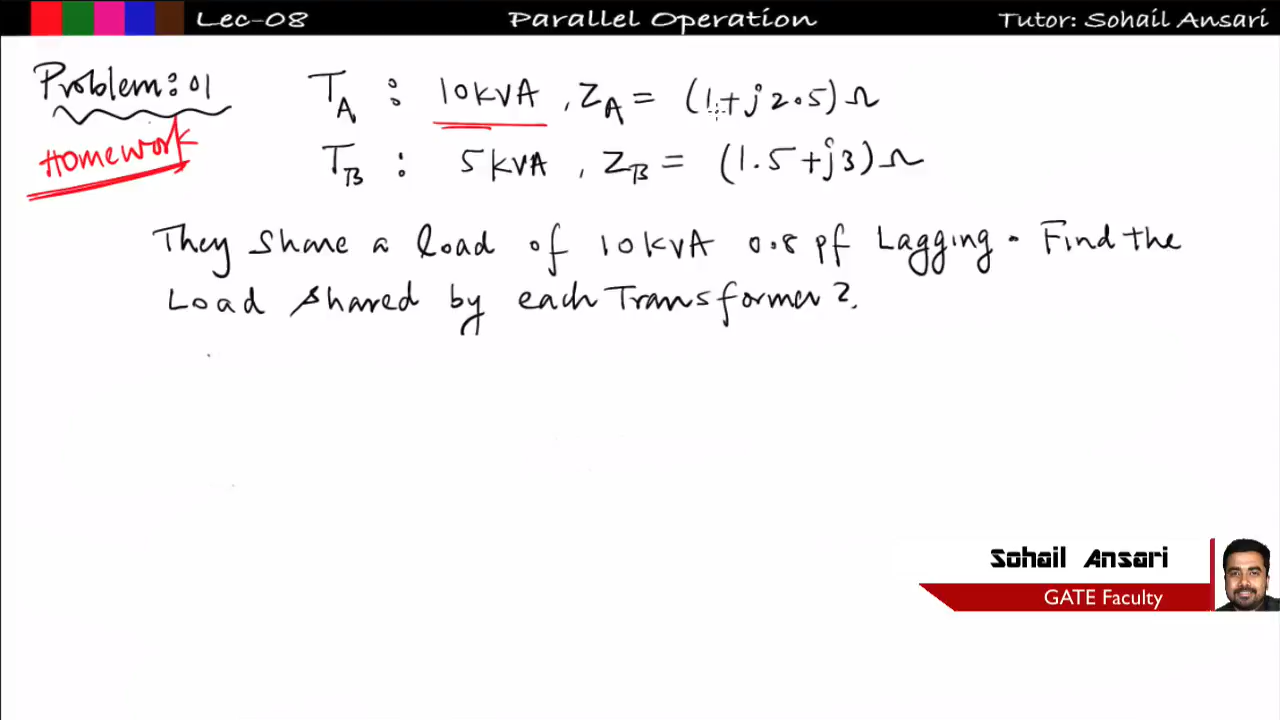 Lec-08 Parallel Operation Tutor: Sohail Ansari
Problem: 01 TA : 10kVA, ZA = (1+j2.5)Ω
Homework TB : 5kVA, ZB = (1.5+j3)Ω
They share a load of 10kVA 0.8 pf Lagging. Find the
Load shared by each Transformer?.
Sohail Ansari
GATE Faculty